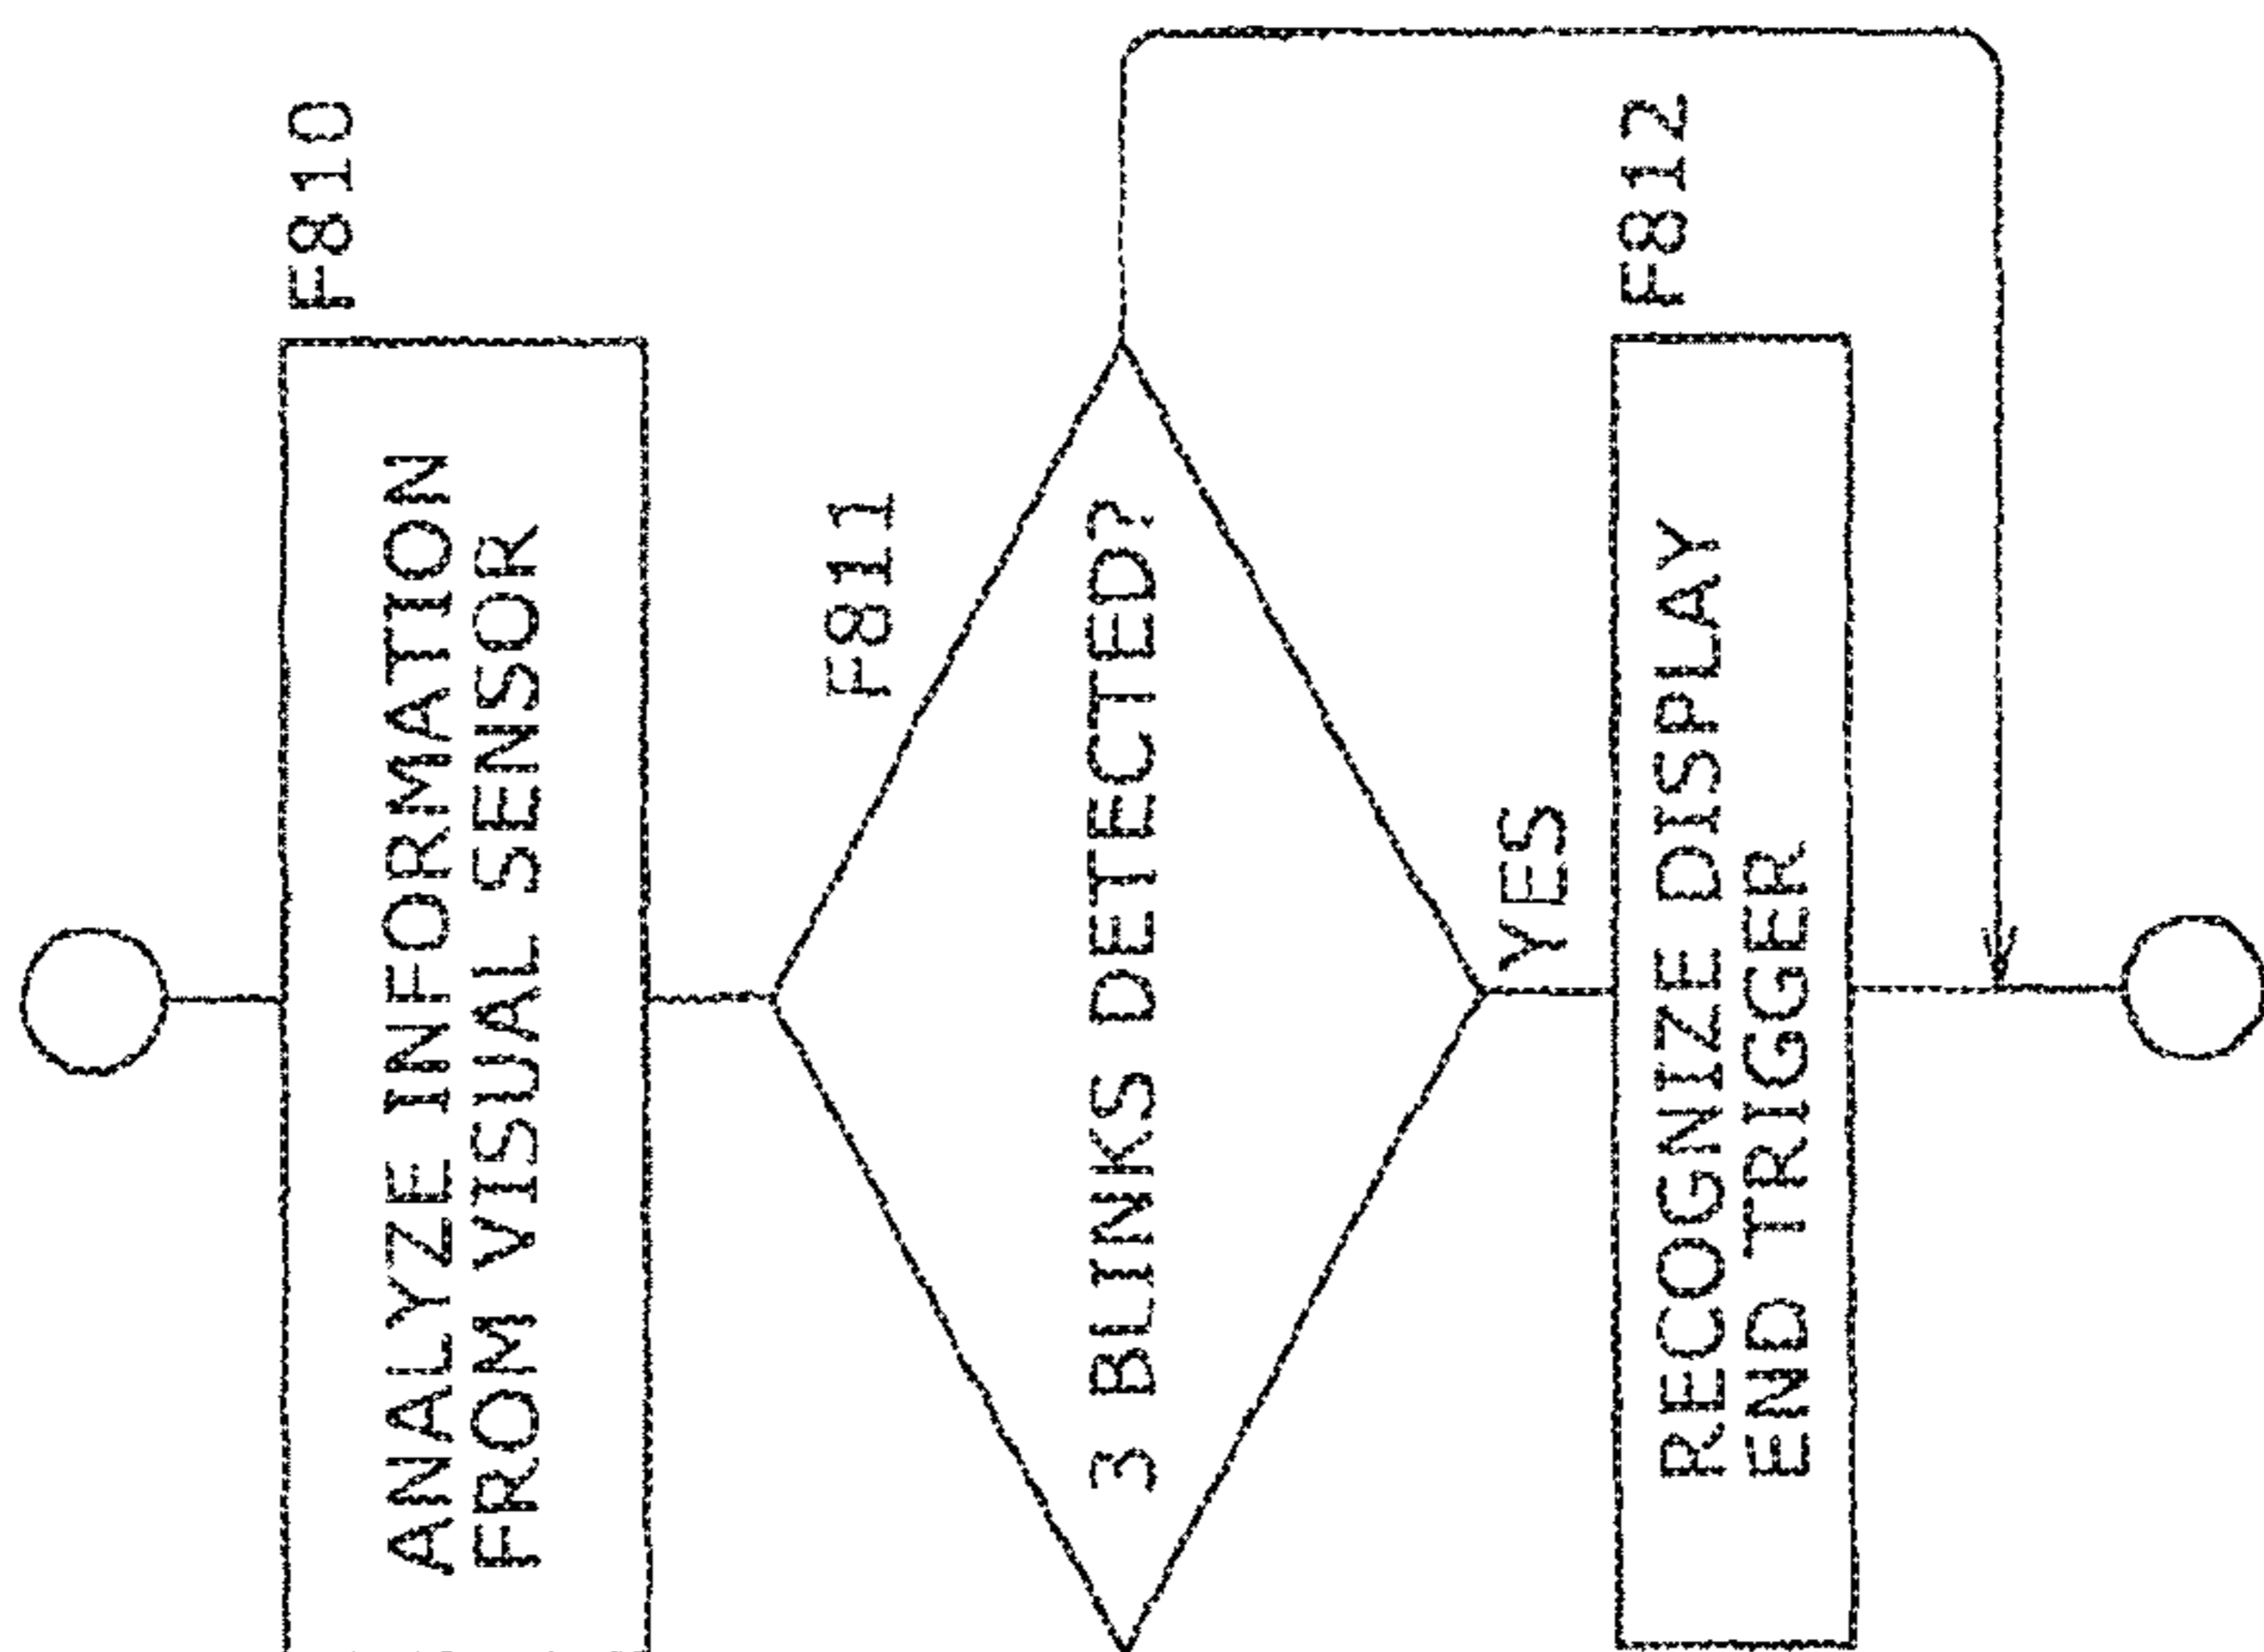 F810
ANALYZE INFORMATION
FROM VISUAL SENSOR
F811
3 BLINKS DETECTED?
YES
F812
RECOGNIZE DISPLAY
END TRIGGER